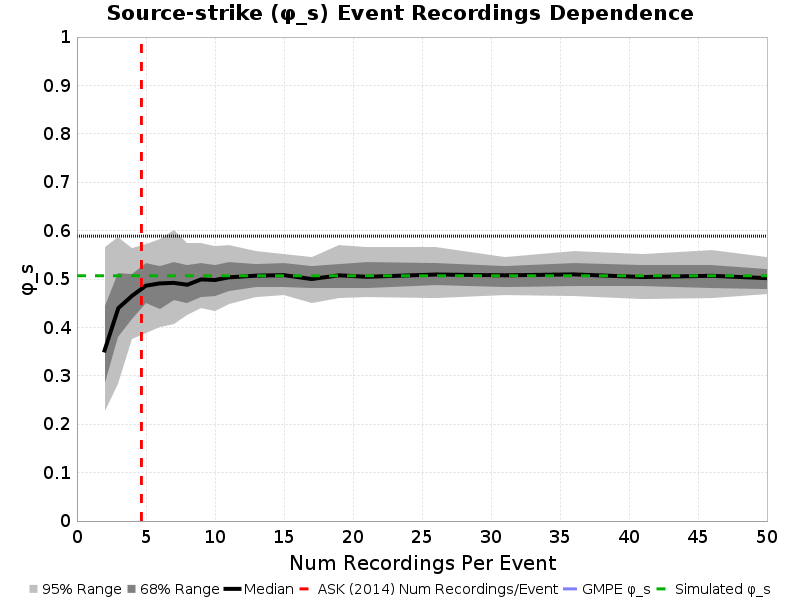 Source-strike (φ_s) Event Recordings Dependence
1
0.9
0.8
0.7
0.6
0.5
0.4
0.3
0.2
0.1
0
φ_s
0 5 10 15 20 25 30 35 40 45 50
Num Recordings Per Event
95% Range 68% Range Median ASK (2014) Num Recordings/Event GMPE φ_s Simulated φ_s